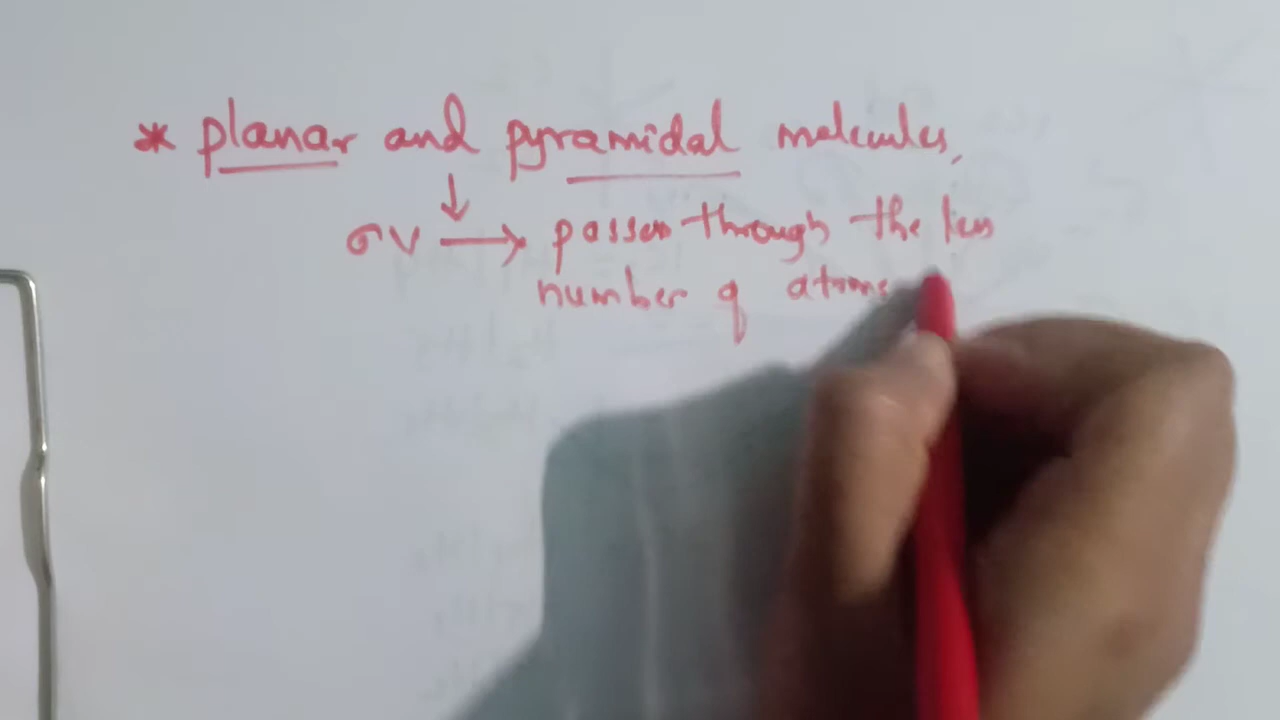 * planar and pyramidal molecules,
↓
σv → passes through the less
number of atoms